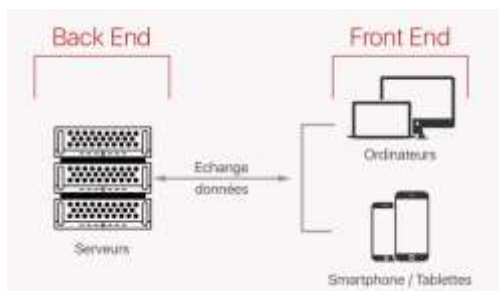 Back End
Front End
Ordinateurs
Echange
données
Serveurs
Smartphone / Tablettes